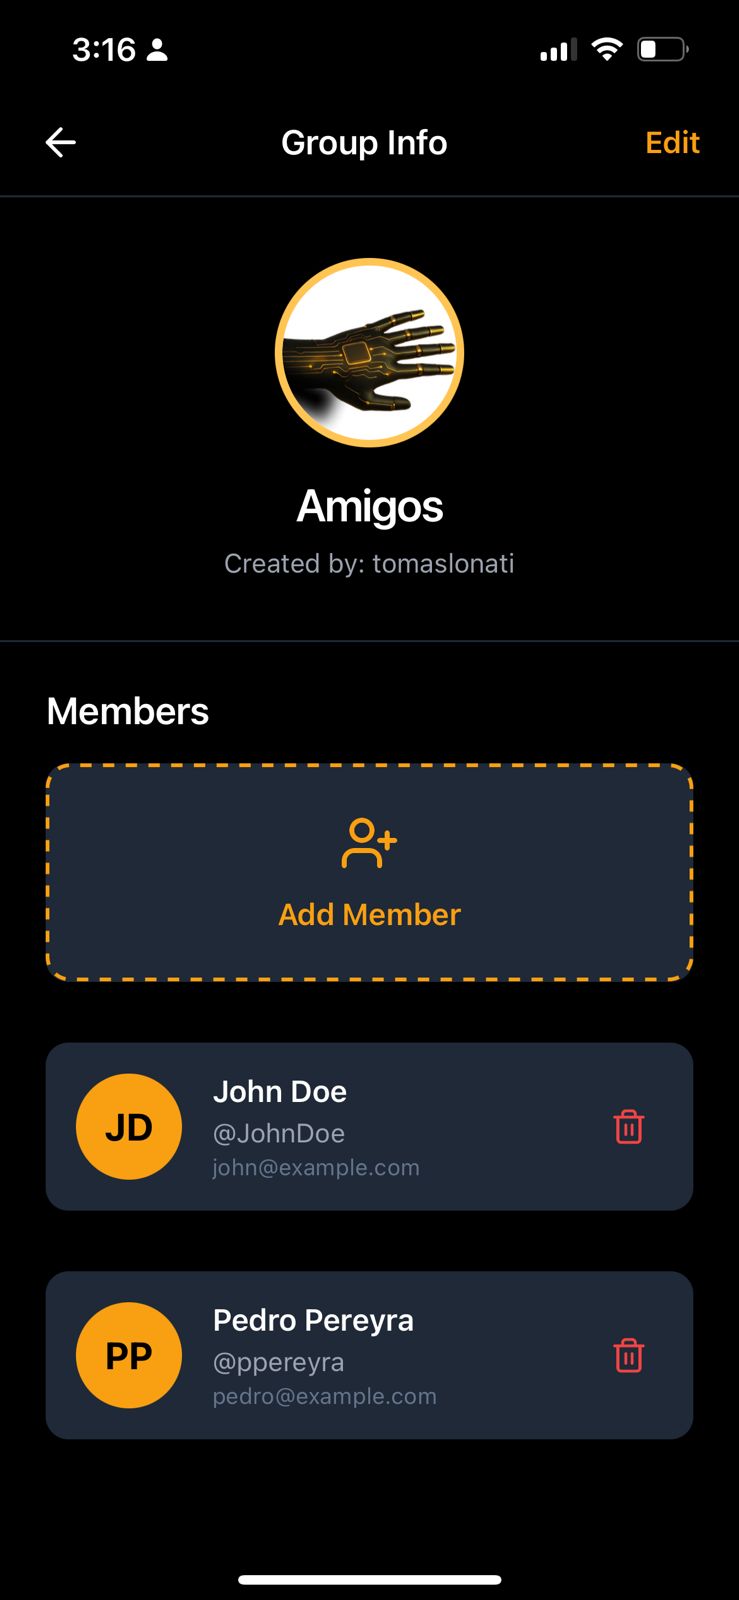 3:16
Group Info
Edit
Amigos
Created by: tomaslonati
Members
Add Member
JD
John Doe
@JohnDoe
john@example.com
PP
Pedro Pereyra
@ppereyra
pedro@example.com